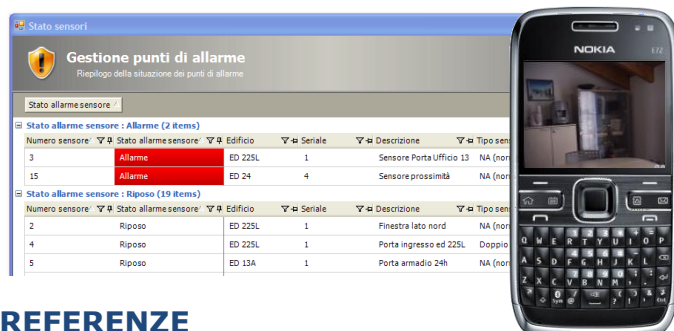 Stato sensori
Gestione punti di allarme
Riepilogo della situazione dei punti di allarme
Stato allarme sensore
Stato allarme sensore : Allarme (2 items)
Numero sensore Stato allarme sensore Edificio Seriale Descrizione Tipo sens
3 Allarme ED 225L 1 Sensore Porta Ufficio 13 NA (nor
15 Allarme ED 24 4 Sensore prossimità NA (nor
Stato allarme sensore : Riposo (19 items)
Numero sensore Stato allarme sensore Edificio Seriale Descrizione Tipo sens
2 Riposo ED 225L 1 Finestra lato nord NA (nor
4 Riposo ED 225L 1 Porta ingresso ed 225L Doppio
5 Riposo ED 13A 1 Porta armadio 24h NA (nor
NOKIA E72
Q W E R T Y U I O P
A S D F G H J K L
Z X C V B N M
REFERENZE